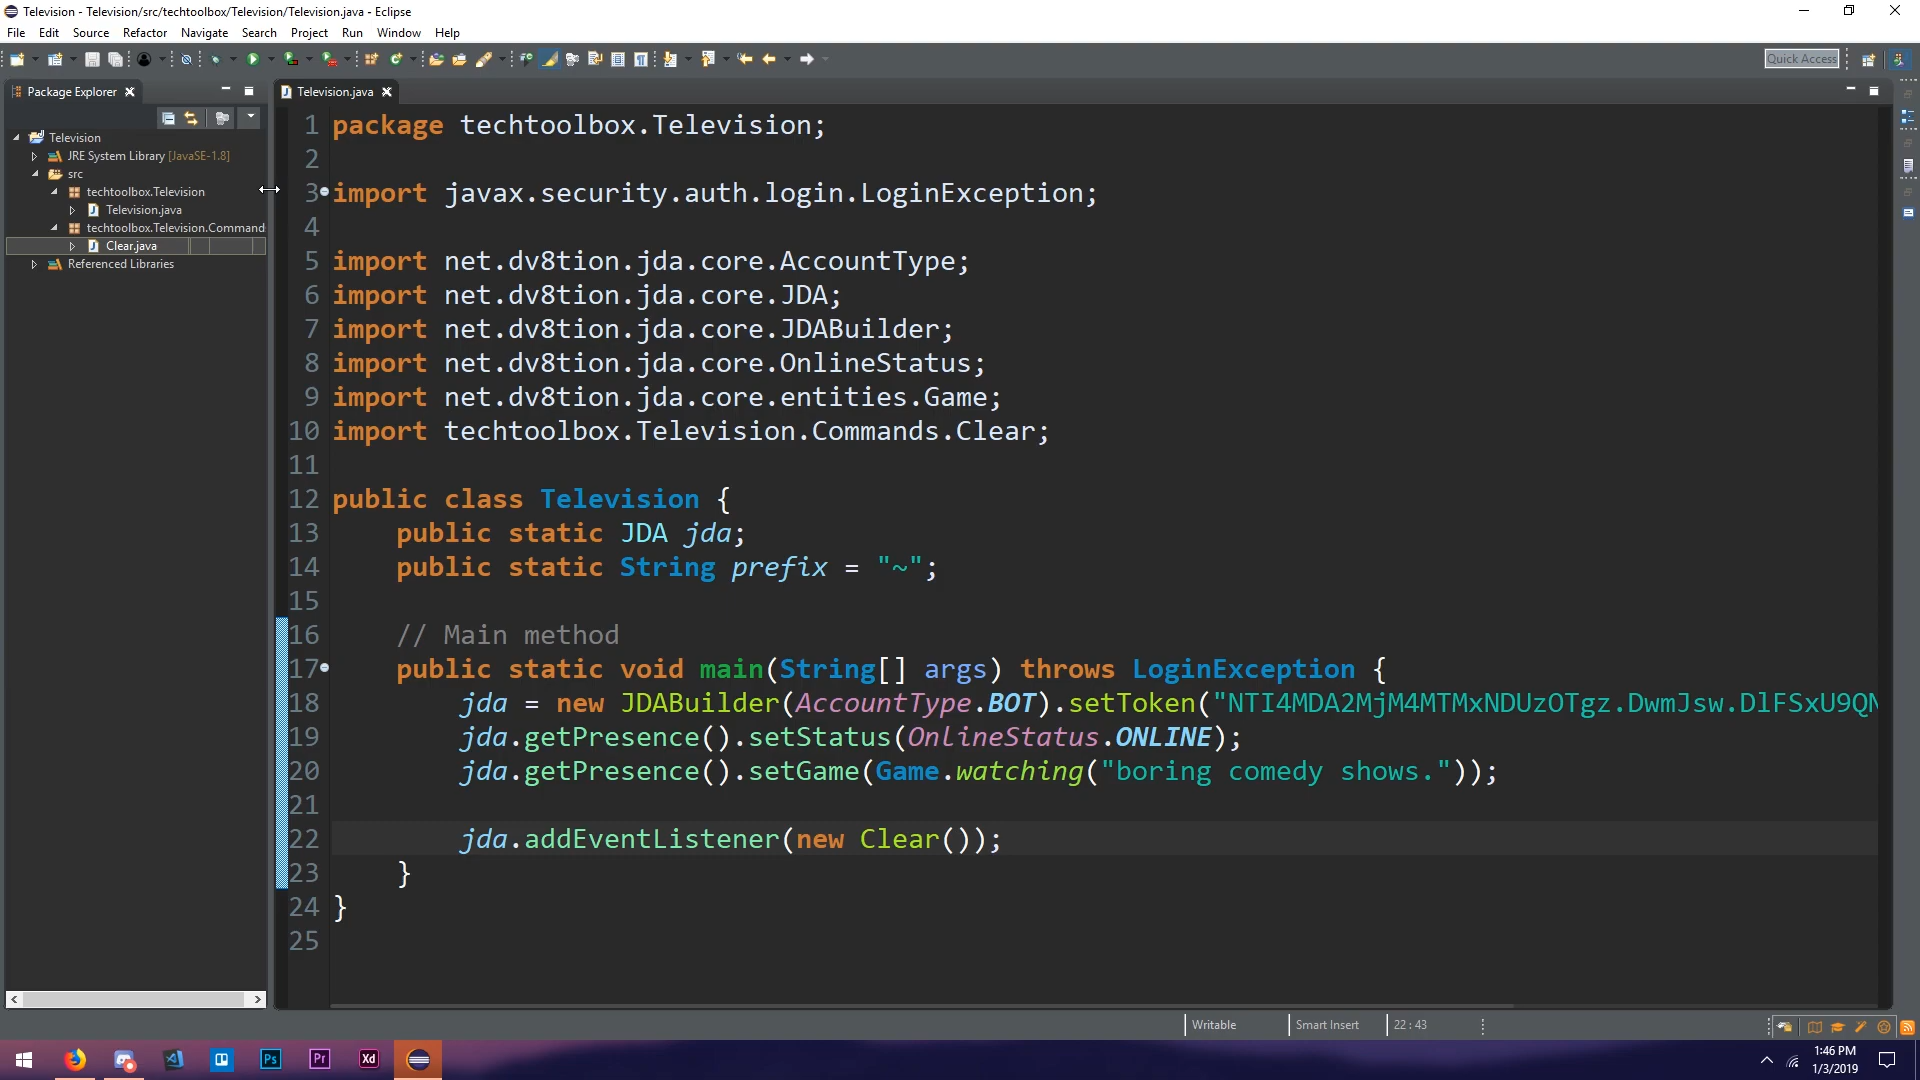 Television - Television/src/techtoolbox/Television/Television.java - Eclipse
File Edit Source Refactor Navigate Search Project Run Window Help
Quick Access
Package Explorer
Television.java
Television
JRE System Library [JavaSE-1.8]
src
techtoolbox.Television
Television.java
techtoolbox.Television.Command
Clear.java
Referenced Libraries
1 package techtoolbox.Television;
2
3 import javax.security.auth.login.LoginException;
4
5 import net.dv8tion.jda.core.AccountType;
6 import net.dv8tion.jda.core.JDA;
7 import net.dv8tion.jda.core.JDABuilder;
8 import net.dv8tion.jda.core.OnlineStatus;
9 import net.dv8tion.jda.core.entities.Game;
10 import techtoolbox.Television.Commands.Clear;
11
12 public class Television {
13 public static JDA jda;
14 public static String prefix = "~";
15
16 // Main method
17 public static void main(String[] args) throws LoginException {
18 jda = new JDABuilder(AccountType.BOT).setToken("NTI4MDA2MjM4MTMxNDUzOTgz.DwmJsw.DlFSxU9QN
19 jda.getPresence().setStatus(OnlineStatus.ONLINE);
20 jda.getPresence().setGame(Game.watching("boring comedy shows."));
21
22 jda.addEventListener(new Clear());
23 }
24 }
25
Writable Smart Insert 22 : 43
Ps Pr Xd
1:46 PM
1/3/2019